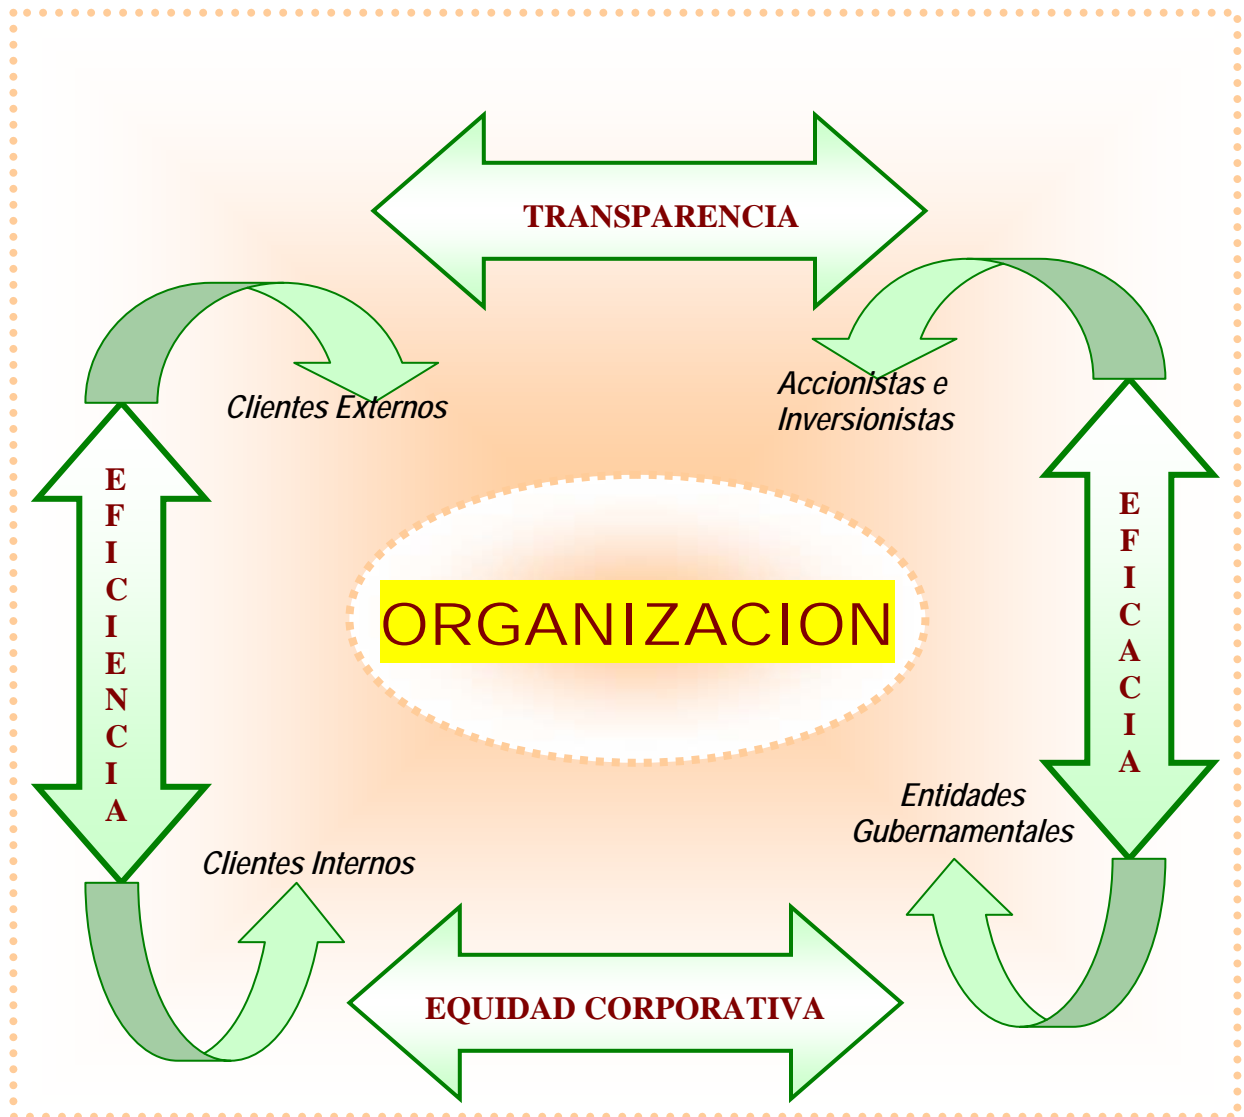 TRANSPARENCIA
Clientes Externos
Accionistas e
Inversionistas
EFICIENCIA
ORGANIZACION
EFICACIA
Entidades
Gubernamentales
Clientes Internos
EQUIDAD CORPORATIVA